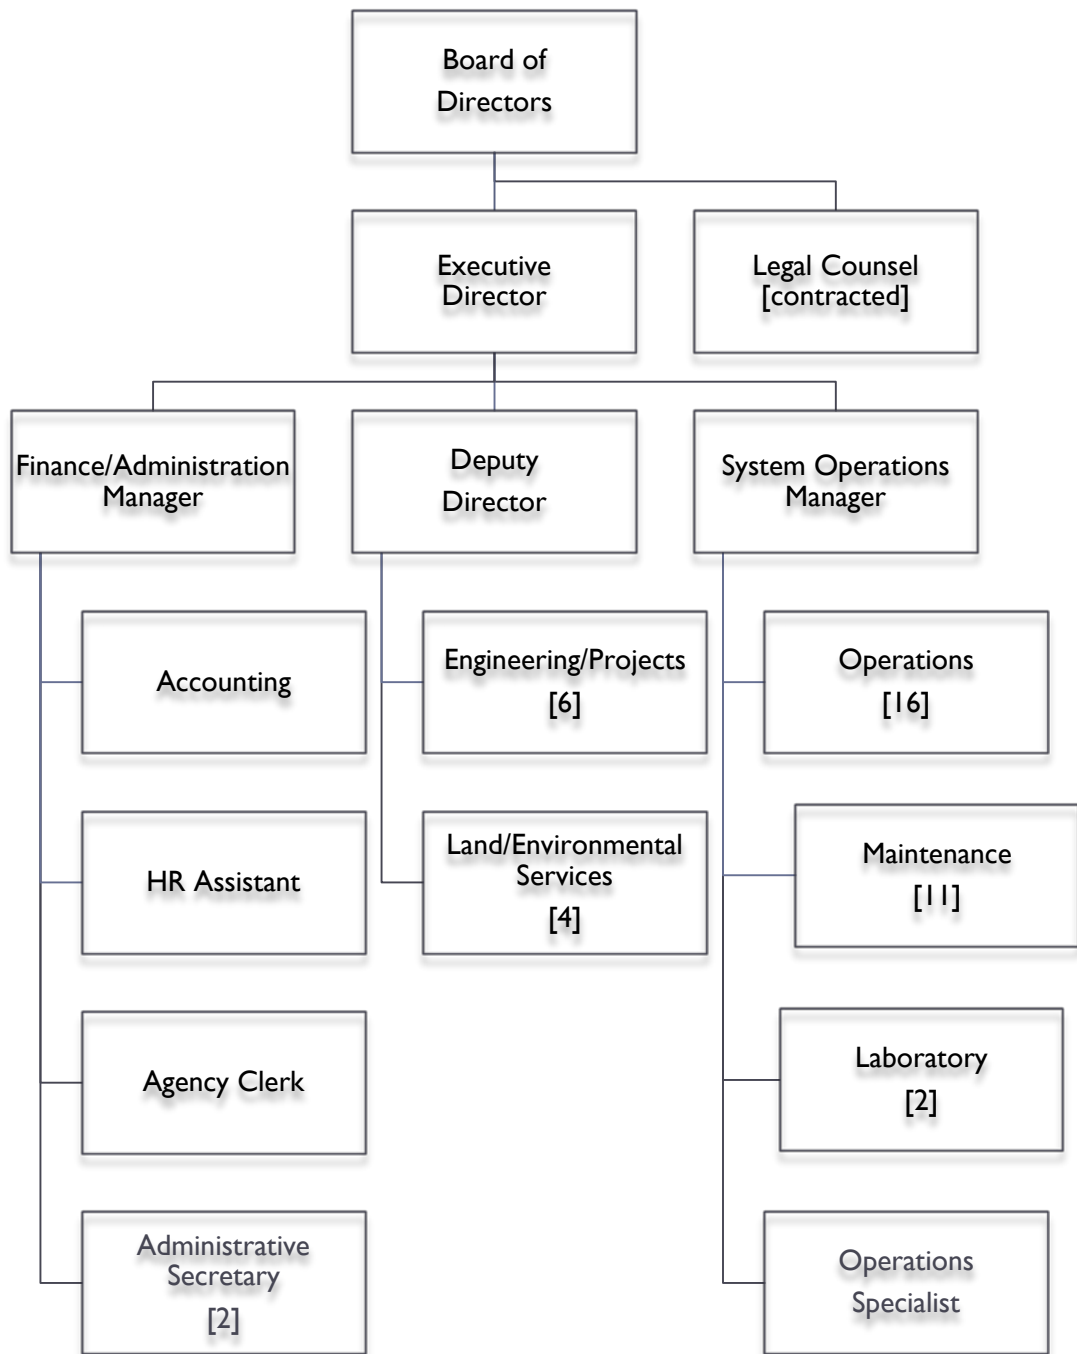 Board of
Directors
Executive
Director
Legal Counsel
[contracted]
Finance/Administration
Manager
Deputy
Director
System Operations
Manager
Accounting
Engineering/Projects
[6]
Operations
[16]
HR Assistant
Land/Environmental
Services
[4]
Maintenance
[11]
Agency Clerk
Laboratory
[2]
Administrative
Secretary
[2]
Operations
Specialist